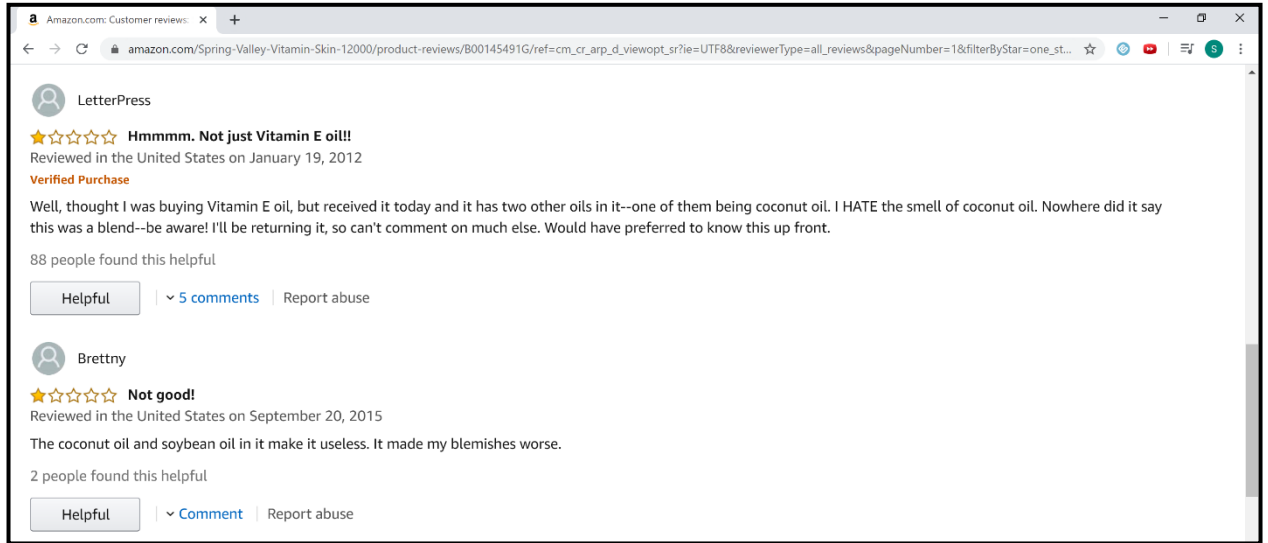 Amazon.com: Customer reviews:
amazon.com/Spring-Valley-Vitamin-Skin-12000/product-reviews/B00145491G/ref=cm_cr_arp_d_viewopt_sr?ie=UTF8&reviewerType=all_reviews&pageNumber=1&filterByStar=one_st...
S
LetterPress
Hmmmm. Not just Vitamin E oil!!
Reviewed in the United States on January 19, 2012
Verified Purchase
Well, thought I was buying Vitamin E oil, but received it today and it has two other oils in it--one of them being coconut oil. I HATE the smell of coconut oil. Nowhere did it say
this was a blend--be aware! I'll be returning it, so can't comment on much else. Would have preferred to know this up front.
88 people found this helpful
Helpful 5 comments Report abuse
Brettny
Not good!
Reviewed in the United States on September 20, 2015
The coconut oil and soybean oil in it make it useless. It made my blemishes worse.
2 people found this helpful
Helpful Comment Report abuse